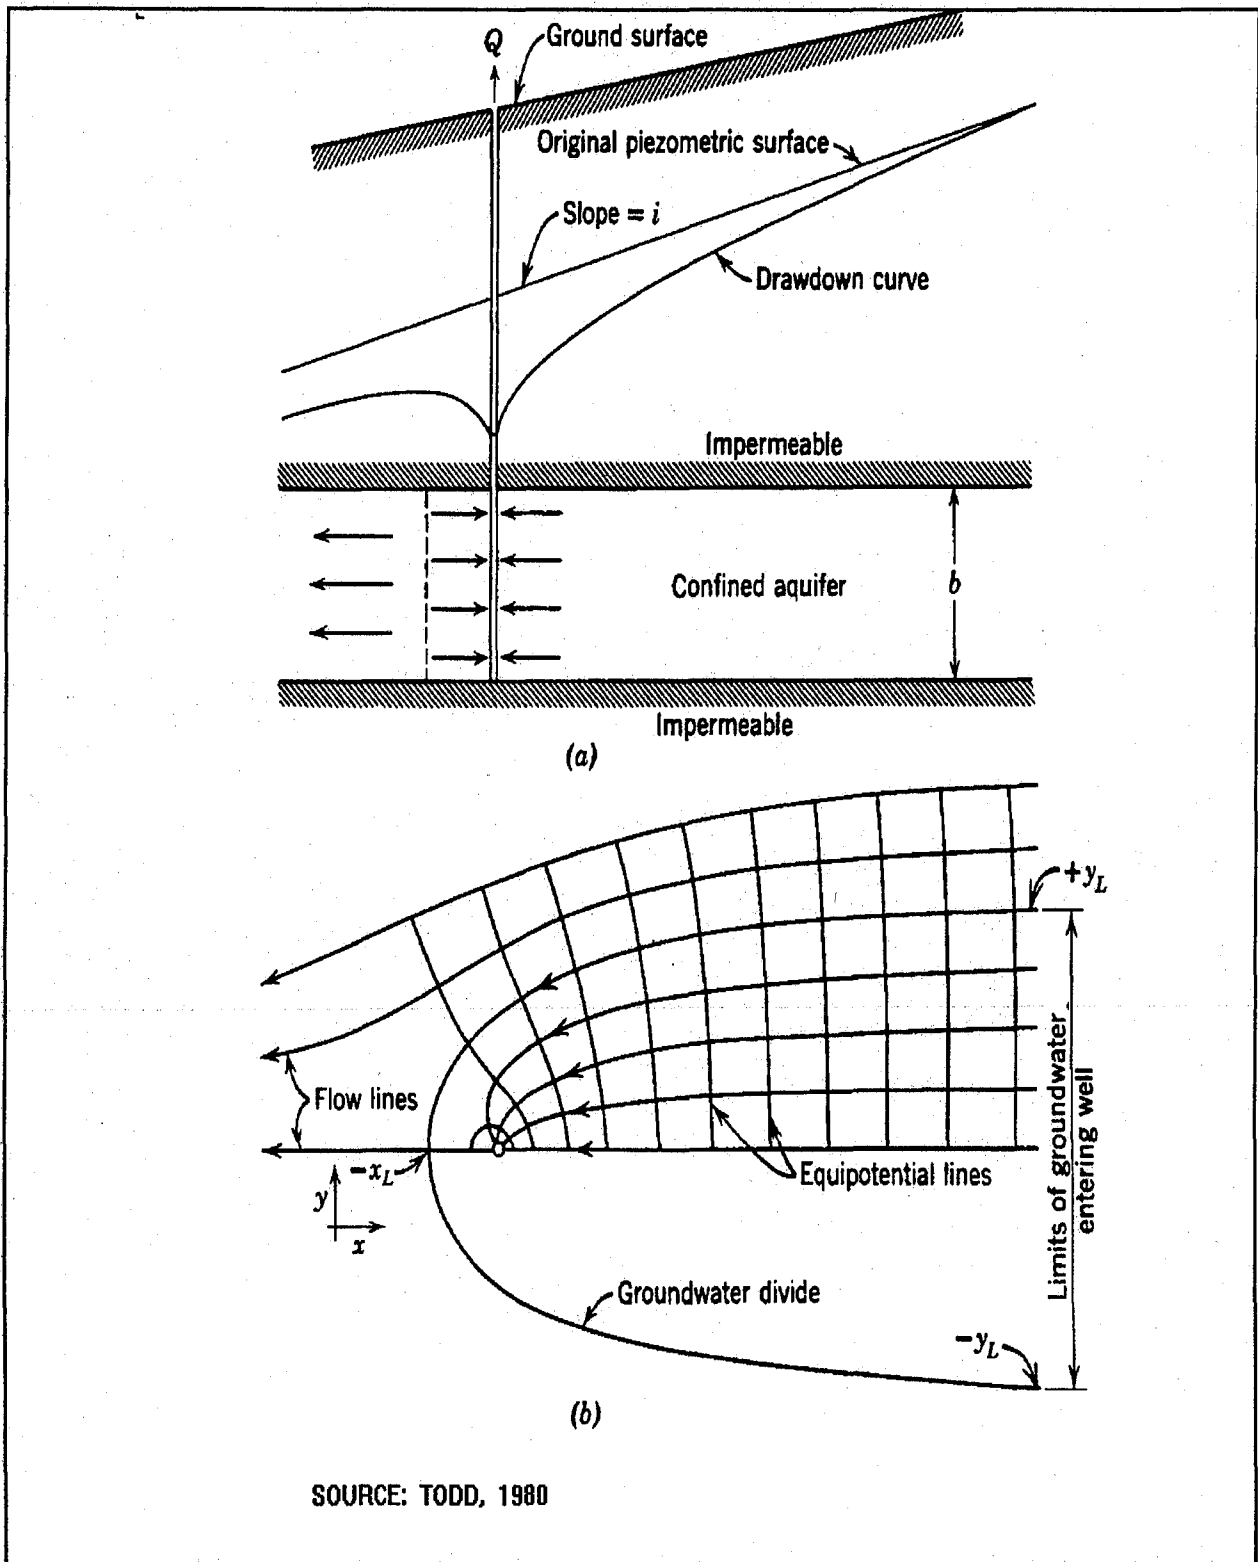 Q
Ground surface
Original piezometric surface
Slope = i
Drawdown curve
Impermeable
Confined aquifer
b
Impermeable
(a)
+yL
Flow lines
Limits of groundwater
entering well
−xL
Equipotential lines
y
x
Groundwater divide
−yL
(b)
SOURCE: TODD, 1980